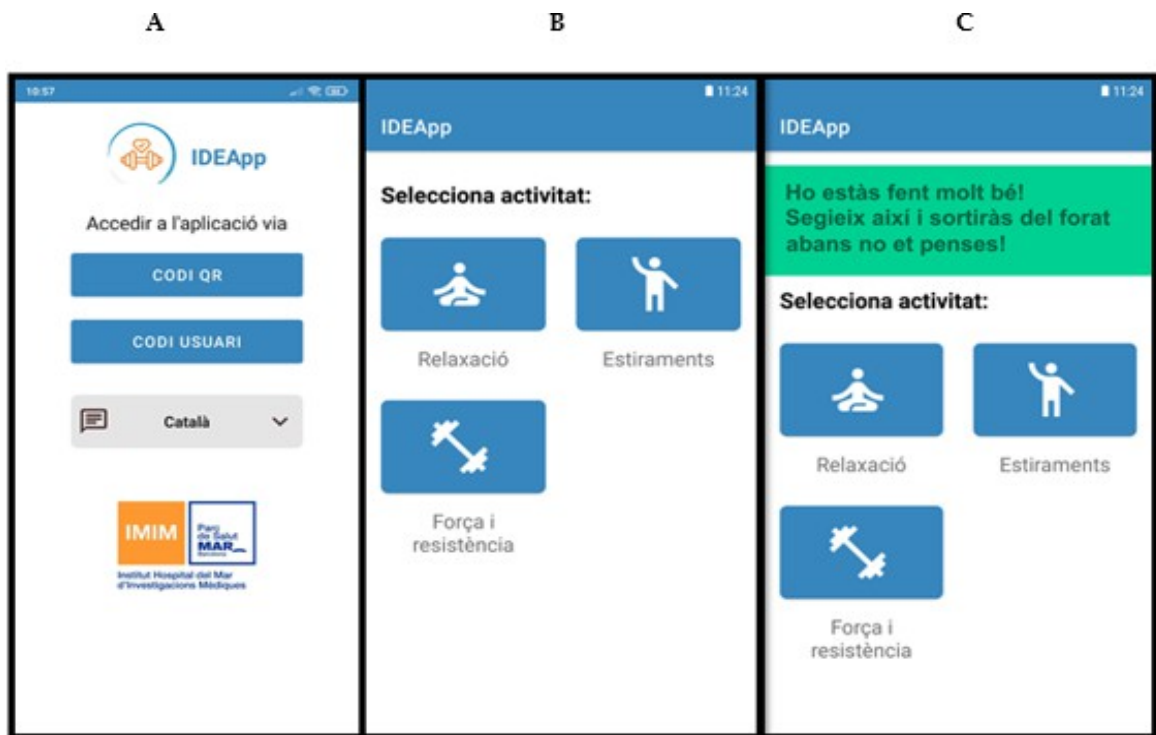 A
B
C
10:57
IDEApp
Accedir a l'aplicació via
CODI QR
CODI USUARI
Català
IMIM
Parc
de Salut
MAR
Barcelona
Institut Hospital del Mar
d'Investigacions Mèdiques
11:24
IDEApp
Selecciona activitat:
Relaxació
Estiraments
Força i
resistència
11:24
IDEApp
Ho estàs fent molt bé!
Segieix així i sortiràs del forat
abans no et penses!
Selecciona activitat:
Relaxació
Estiraments
Força i
resistència